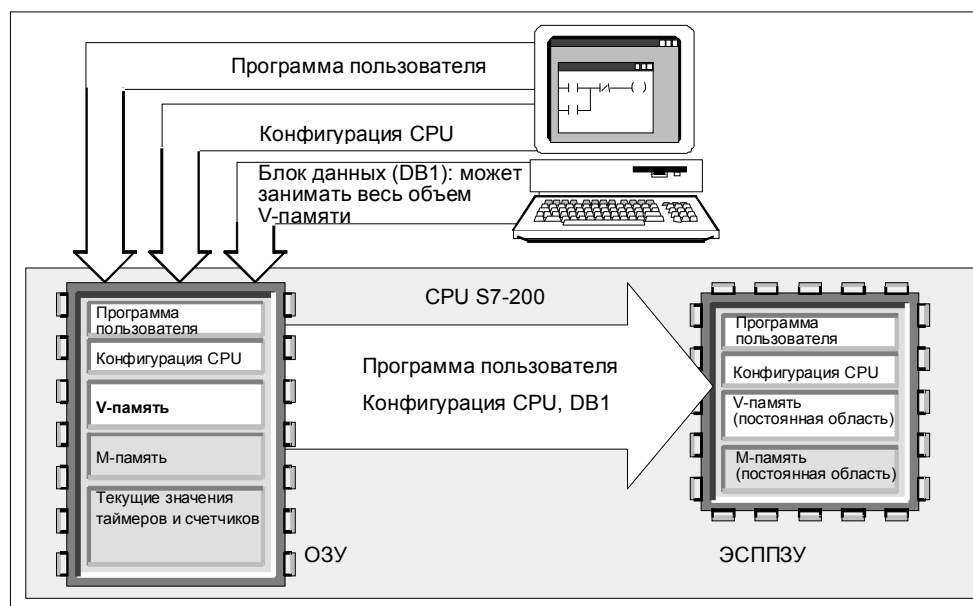 Программа пользователя
Конфигурация CPU
Блок данных (DB1): может
занимать весь объем
V-памяти
CPU S7-200
Программа
пользователя
Конфигурация CPU
V-память
М-память
Текущие значения
таймеров и счетчиков
ОЗУ
Программа пользователя
Конфигурация CPU, DB1
Программа
пользователя
Конфигурация CPU
V-память
(постоянная область)
М-память
(постоянная область)
ЭСППЗУ